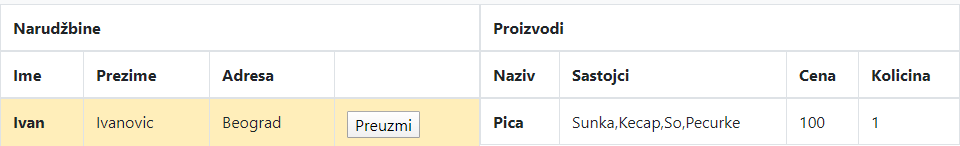 Narudžbine
Ime Prezime Adresa
Ivan Ivanovic Beograd Preuzmi
Proizvodi
Naziv Sastojci Cena Kolicina
Pica Sunka,Kecap,So,Pecurke 100 1